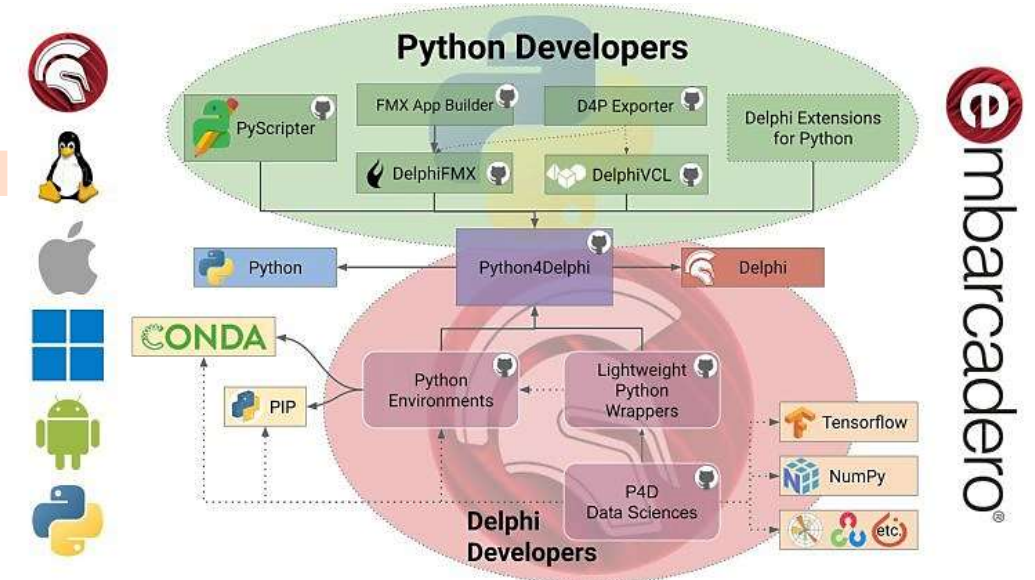 Python Developers
PyScripter
FMX App Builder
D4P Exporter
Delphi Extensions
for Python
DelphiFMX
DelphiVCL
Python
Python4Delphi
Delphi
CONDA
PIP
Python
Environments
Lightweight
Python
Wrappers
Tensorflow
NumPy
P4D
Data Sciences
etc.
Delphi
Developers
embarcadero®